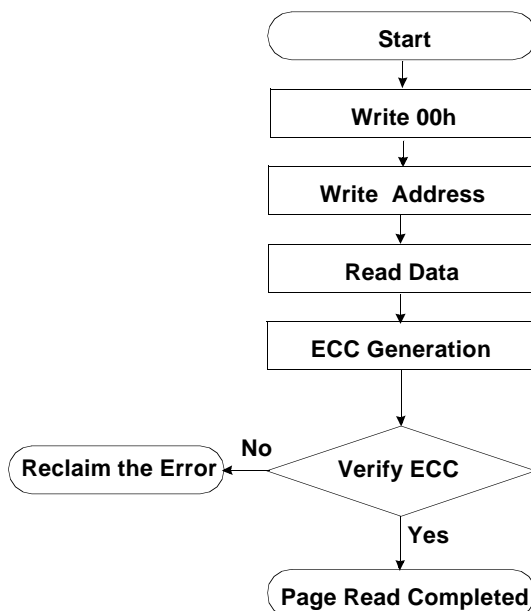 Start
Write 00h
Write Address
Read Data
ECC Generation
No
Reclaim the Error
Verify ECC
Yes
Page Read Completed